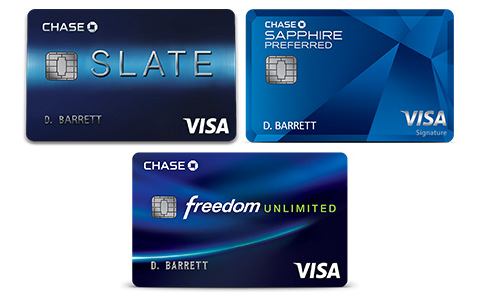 CHASE
SLATE
D. BARRETT
VISA
CHASE
SAPPHIRE
PREFERRED
D. BARRETT
VISA
Signature
CHASE
freedom UNLIMITED
D. BARRETT
VISA